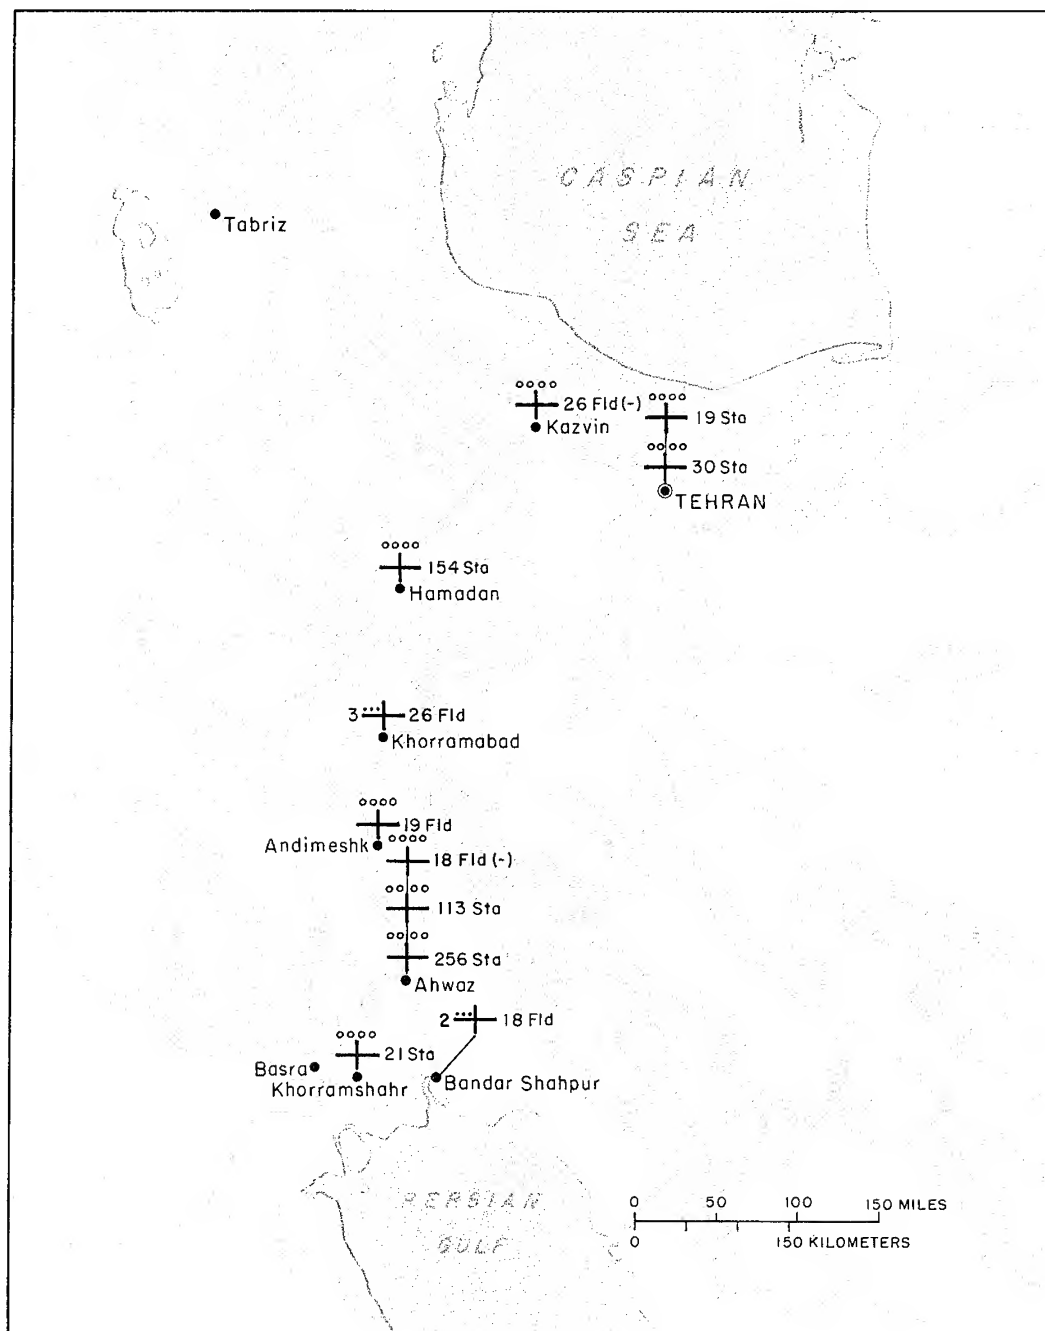 CASPIAN
SEA
Tabriz
26 Fld (-)
Kazvin
19 Sta
30 Sta
TEHRAN
154 Sta
Hamadan
3 26 Fld
Khorramabad
19 Fld
Andimeshk
18 Fld (-)
113 Sta
256 Sta
Ahwaz
2 18 Fld
21 Sta
Basra
Khorramshahr
Bandar Shahpur
PERSIAN
GULF
0 50 100 150 MILES
0 150 KILOMETERS